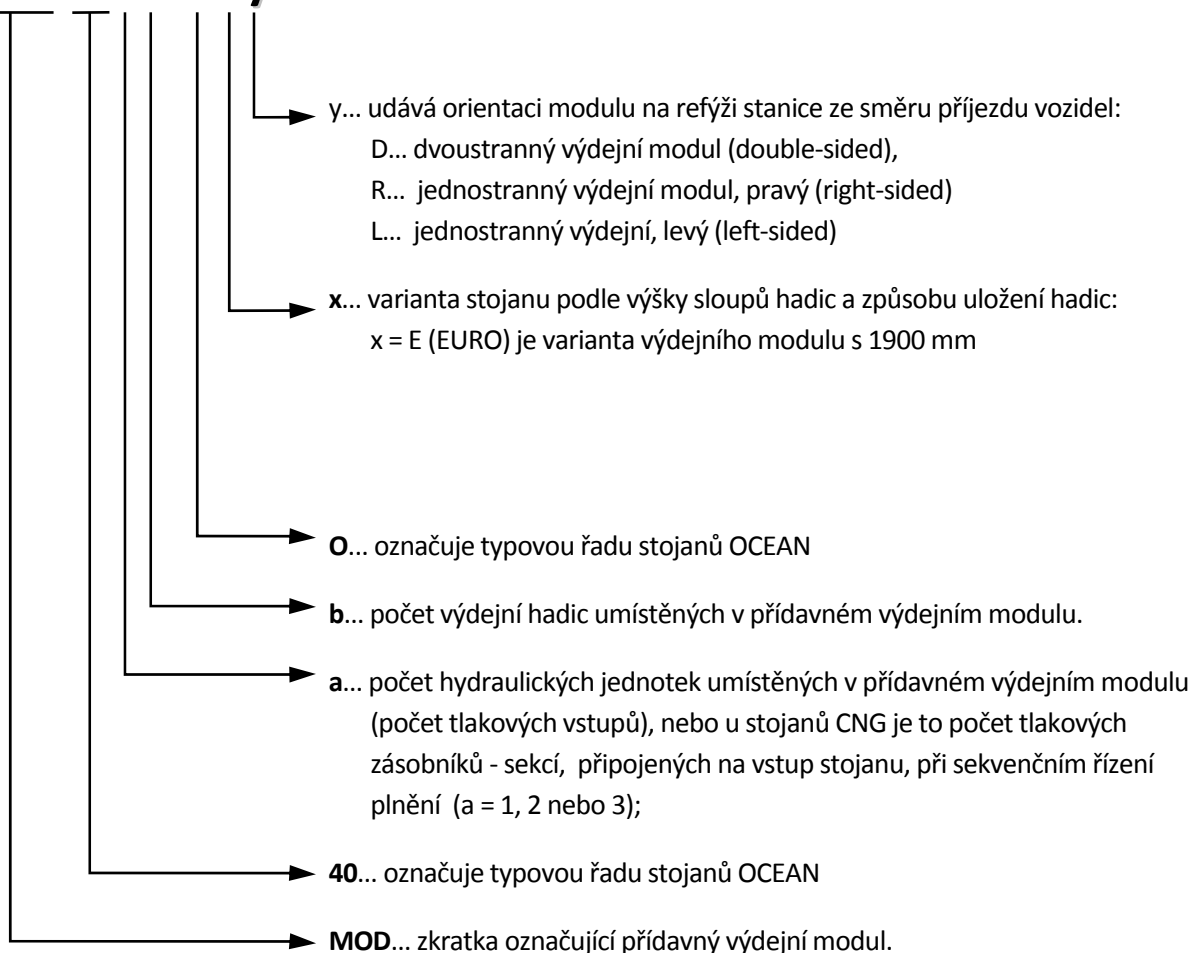 y... udává orientaci modulu na refýži stanice ze směru příjezdu vozidel:
D... dvoustranný výdejní modul (double-sided),
R... jednostranný výdejní modul, pravý (right-sided)
L... jednostranný výdejní, levý (left-sided)
x... varianta stojanu podle výšky sloupů hadic a způsobu uložení hadic:
x = E (EURO) je varianta výdejního modulu s 1900 mm
O... označuje typovou řadu stojanů OCEAN
b... počet výdejní hadic umístěných v přídavném výdejním modulu.
a... počet hydraulických jednotek umístěných v přídavném výdejním modulu
(počet tlakových vstupů), nebo u stojanů CNG je to počet tlakových
zásobníků - sekcí, připojených na vstup stojanu, při sekvenčním řízení
plnění (a = 1, 2 nebo 3);
40... označuje typovou řadu stojanů OCEAN
MOD... zkratka označující přídavný výdejní modul.